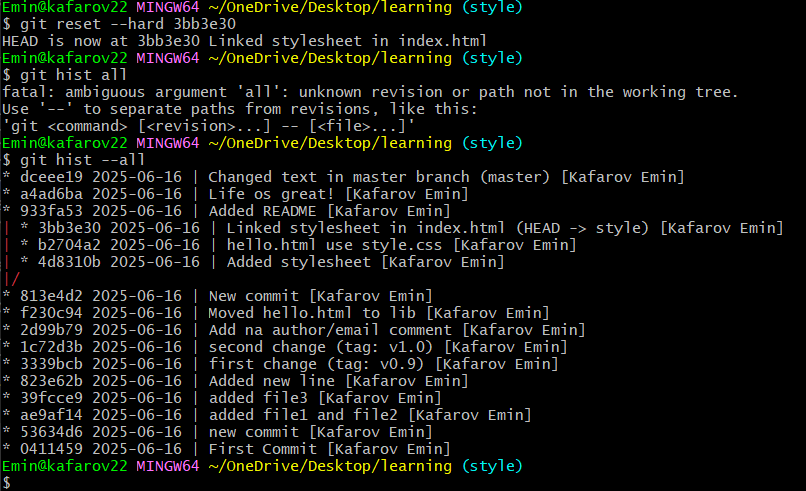 Emin@kafarov22 MINGW64 ~/OneDrive/Desktop/learning (style)
$ git reset --hard 3bb3e30
HEAD is now at 3bb3e30 Linked stylesheet in index.html
Emin@kafarov22 MINGW64 ~/OneDrive/Desktop/learning (style)
$ git hist all
fatal: ambiguous argument 'all': unknown revision or path not in the working tree.
Use '--' to separate paths from revisions, like this:
'git <command> [<revision>...] -- [<file>...]'
Emin@kafarov22 MINGW64 ~/OneDrive/Desktop/learning (style)
$ git hist --all
* dceee19 2025-06-16 | Changed text in master branch (master) [Kafarov Emin]
* a4ad6ba 2025-06-16 | Life os great! [Kafarov Emin]
* 933fa53 2025-06-16 | Added README [Kafarov Emin]
| * 3bb3e30 2025-06-16 | Linked stylesheet in index.html (HEAD -> style) [Kafarov Emin]
| * b2704a2 2025-06-16 | hello.html use style.css [Kafarov Emin]
| * 4d8310b 2025-06-16 | Added stylesheet [Kafarov Emin]
|/
* 813e4d2 2025-06-16 | New commit [Kafarov Emin]
* f230c94 2025-06-16 | Moved hello.html to lib [Kafarov Emin]
* 2d99b79 2025-06-16 | Add na author/email comment [Kafarov Emin]
* 1c72d3b 2025-06-16 | second change (tag: v1.0) [Kafarov Emin]
* 3339bcb 2025-06-16 | first change (tag: v0.9) [Kafarov Emin]
* 823e62b 2025-06-16 | Added new line [Kafarov Emin]
* 39fcce9 2025-06-16 | added file3 [Kafarov Emin]
* ae9af14 2025-06-16 | added file1 and file2 [Kafarov Emin]
* 53634d6 2025-06-16 | new commit [Kafarov Emin]
* 0411459 2025-06-16 | First Commit [Kafarov Emin]
Emin@kafarov22 MINGW64 ~/OneDrive/Desktop/learning (style)
$